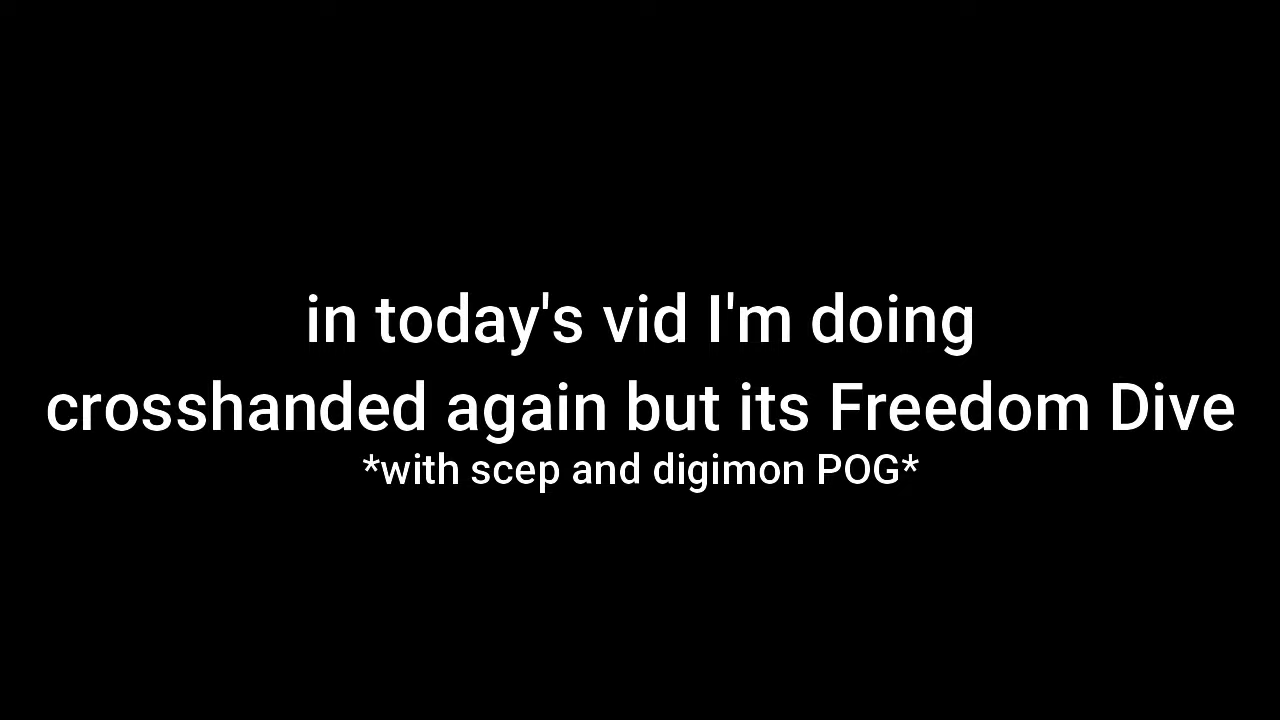 in today's vid I'm doing
crosshanded again but its Freedom Dive
*with scep and digimon POG*